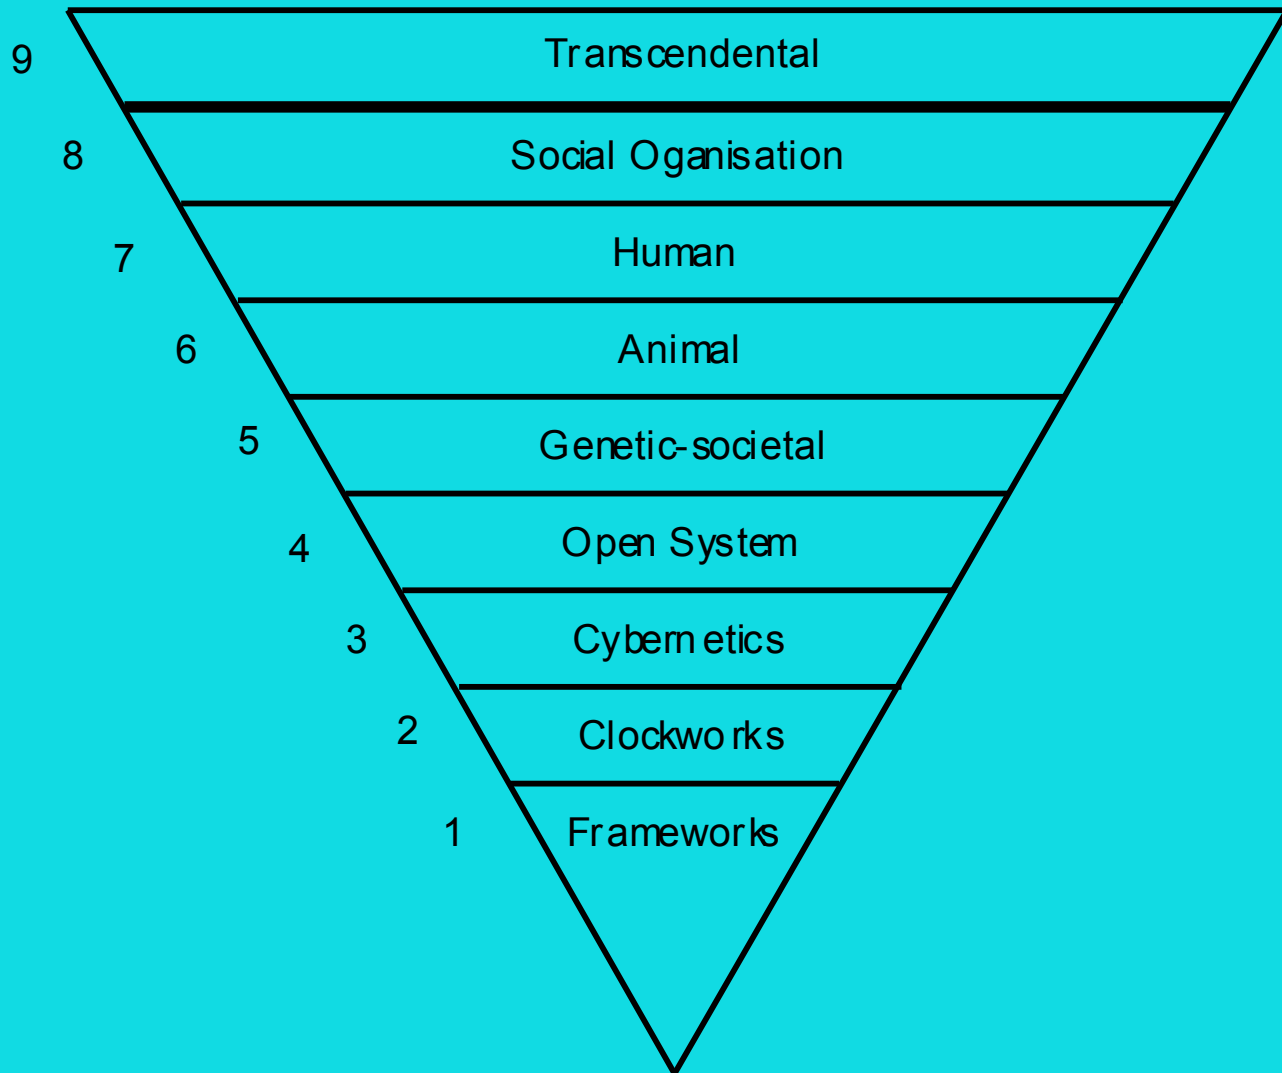 9 Transcendental
8 Social Oganisation
7 Human
6 Animal
5 Genetic-societal
4 Open System
3 Cybernetics
2 Clockworks
1 Frameworks